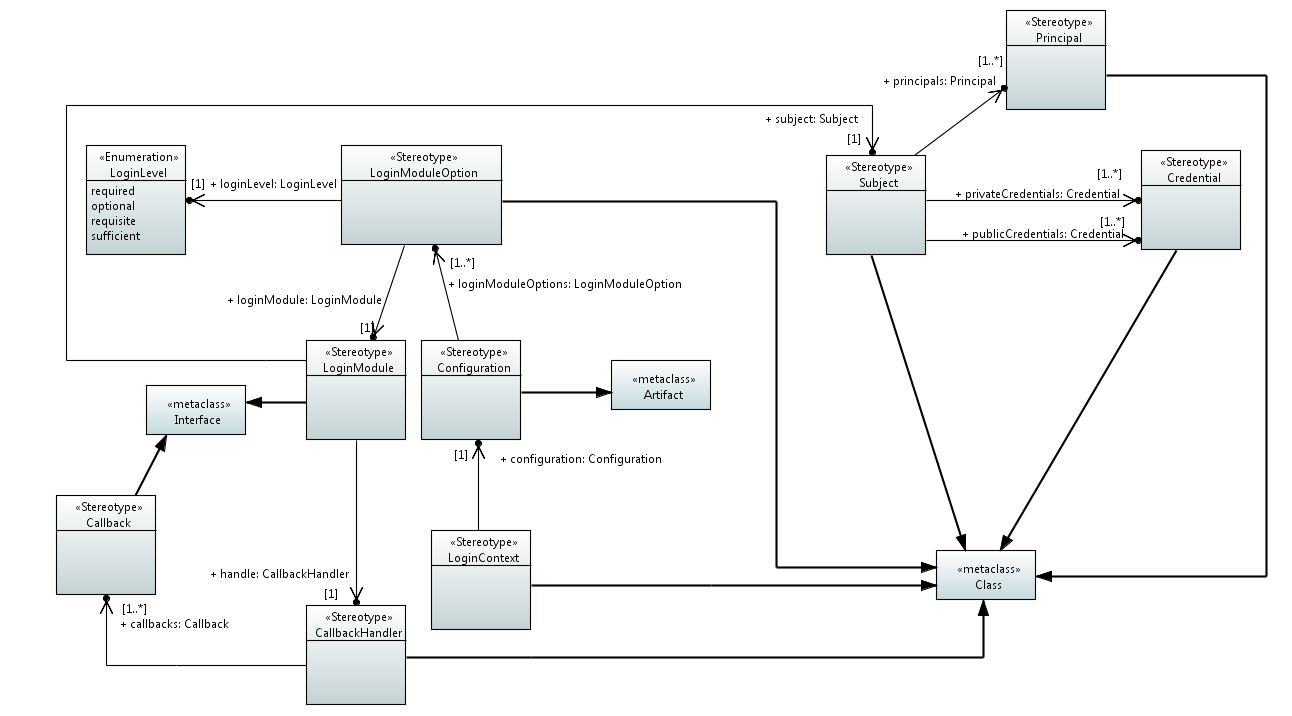 «Stereotype»
Principal
[1..*]
+ principals: Principal
+ subject: Subject
[1]
«Enumeration»
LoginLevel
required
optional
requisite
sufficient
[1] + loginLevel: LoginLevel
«Stereotype»
LoginModuleOption
«Stereotype»
Subject
[1..*]
+ privateCredentials: Credential
[1..*]
+ publicCredentials: Credential
«Stereotype»
Credential
[1..*]
+ loginModuleOptions: LoginModuleOption
+ loginModule: LoginModule
[1]
«Stereotype»
LoginModule
«Stereotype»
Configuration
«metaclass»
Artifact
«metaclass»
Interface
[1]
+ configuration: Configuration
«Stereotype»
Callback
«Stereotype»
LoginContext
«metaclass»
Class
+ handle: CallbackHandler
[1]
[1..*]
+ callbacks: Callback
«Stereotype»
CallbackHandler